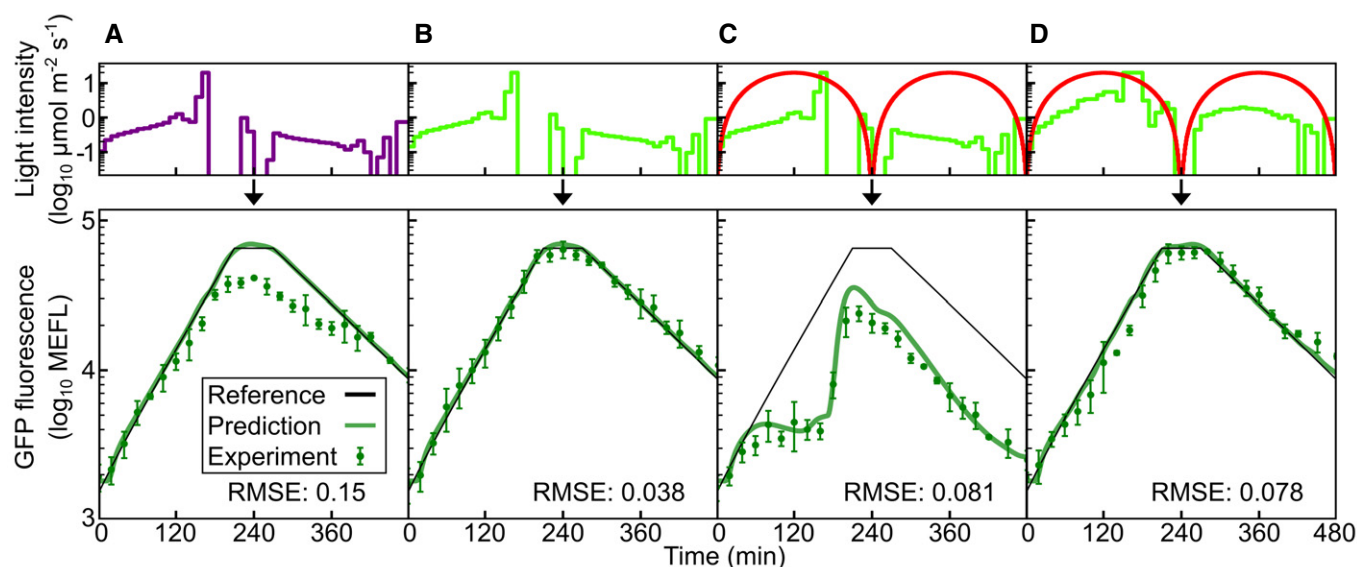 A B C D
Light intensity
(log10 μmol m-2 s-1)
1
0
-1
GFP fluorescence
(log10 MEFL)
5
4
3
Reference
Prediction
Experiment
RMSE: 0.15 RMSE: 0.038 RMSE: 0.081 RMSE: 0.078
0 120 240 360 0 120 240 360 0 120 240 360 0 120 240 360 480
Time (min)